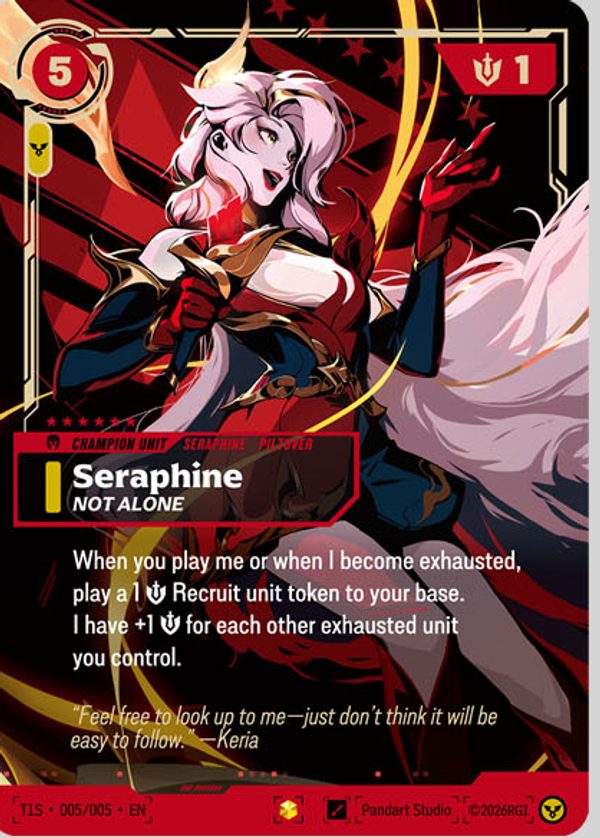 5
1
CHAMPION UNIT SERAPHINE PILTOVER
Seraphine
NOT ALONE
When you play me or when I become exhausted,
play a 1 Recruit unit token to your base.
I have +1 for each other exhausted unit
you control.
“Feel free to look up to me—just don’t think it will be
easy to follow.” —Keria
T1S • 005/005 • EN
Pandart Studio
©2026RGI